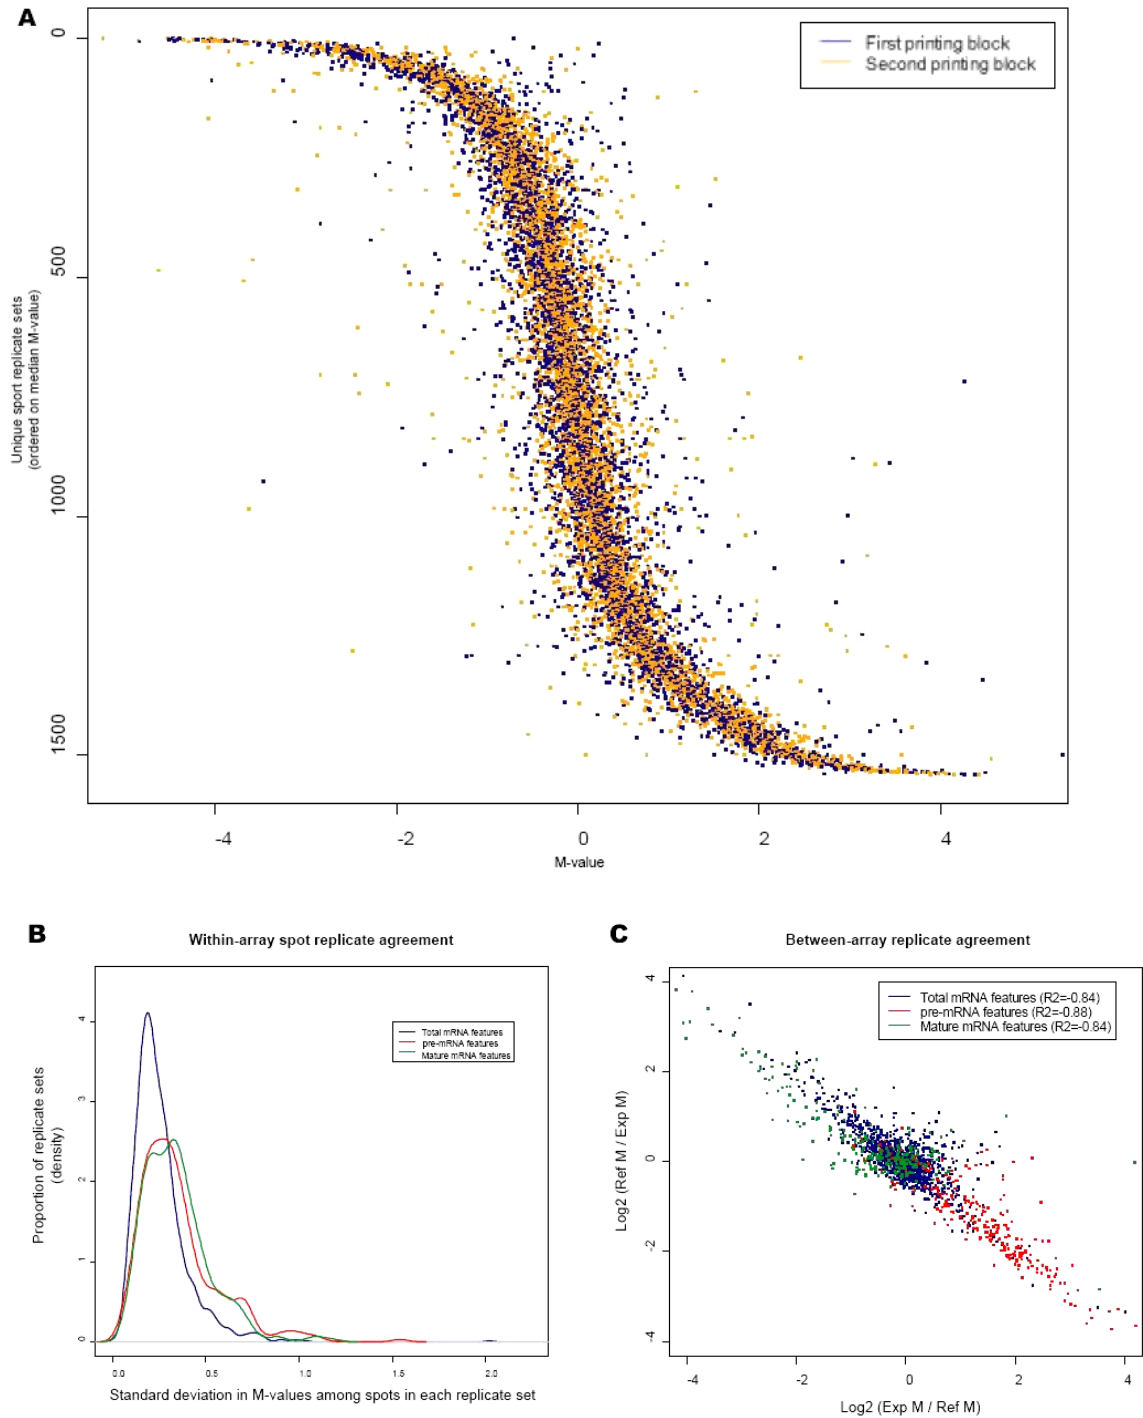 A
0
500
1000
1500
Unique sport replicate sets
(ordered on median M-value)
First printing block
Second printing block
-4
-2
0
2
4
M-value
B
Within-array spot replicate agreement
4
3
2
1
0
Proportion of replicate sets
(density)
Total mRNA features
pre-mRNA features
Mature mRNA features
0.0
0.5
1.0
1.5
2.0
Standard deviation in M-values among spots in each replicate set
C
Between-array replicate agreement
4
2
0
-2
-4
Log2 (Ref M / Exp M)
Total mRNA features (R2=-0.84)
pre-mRNA features (R2=-0.88)
Mature mRNA features (R2=-0.84)
-4
-2
0
2
4
Log2 (Exp M / Ref M)